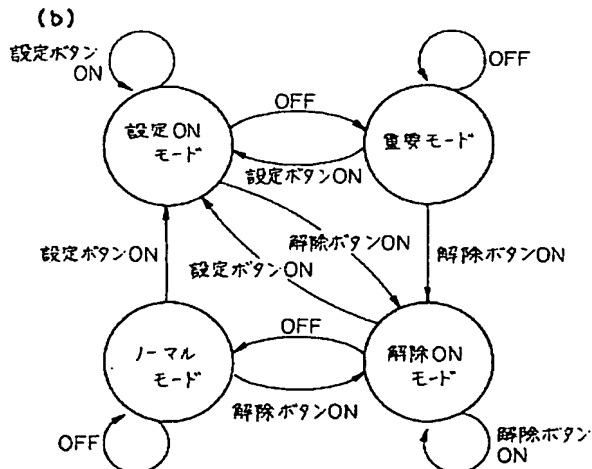 (b)
設定ボタン
ON
OFF
OFF
設定ON
モード
重要モード
設定ボタンON
解除ボタンON
設定ボタンON
設定ボタンON
解除ボタンON
OFF
ノーマル
モード
解除ON
モード
解除ボタンON
OFF
解除ボタン
ON